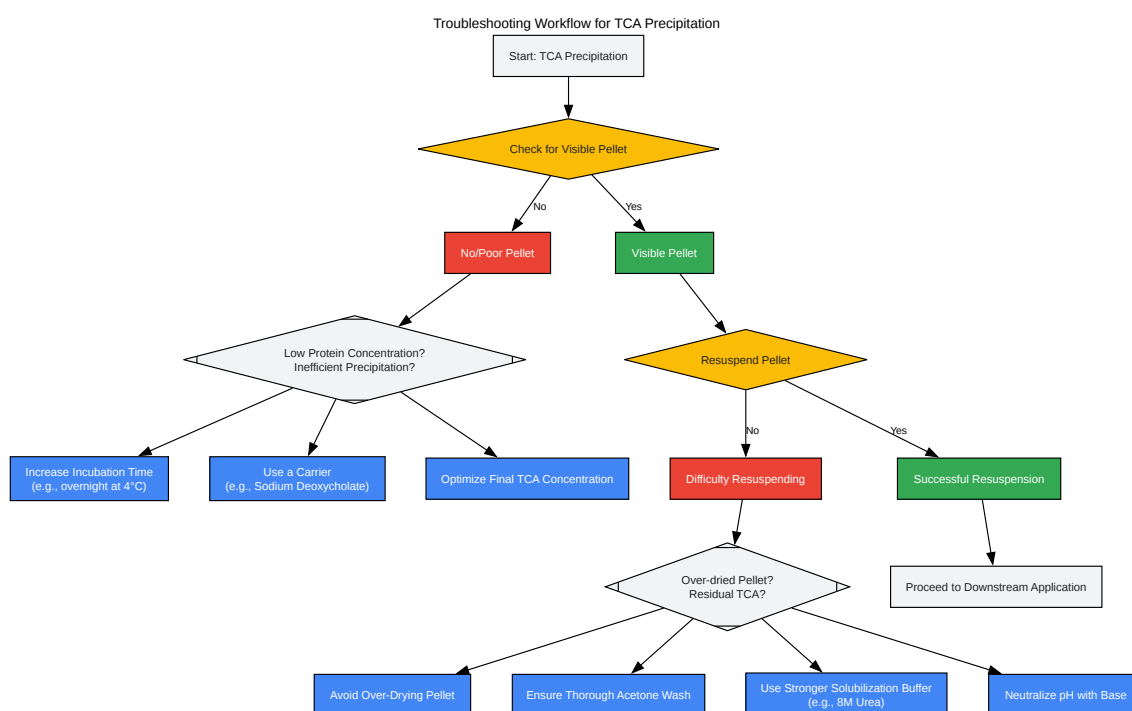 Troubleshooting Workflow for TCA Precipitation
Start: TCA Precipitation
Check for Visible Pellet
No
Yes
No/Poor Pellet
Visible Pellet
Low Protein Concentration?
Inefficient Precipitation?
Resuspend Pellet
No
Yes
Increase Incubation Time
(e.g., overnight at 4°C)
Use a Carrier
(e.g., Sodium Deoxycholate)
Optimize Final TCA Concentration
Difficulty Resuspending
Successful Resuspension
Over-dried Pellet?
Residual TCA?
Proceed to Downstream Application
Avoid Over-Drying Pellet
Ensure Thorough Acetone Wash
Use Stronger Solubilization Buffer
(e.g., 8M Urea)
Neutralize pH with Base